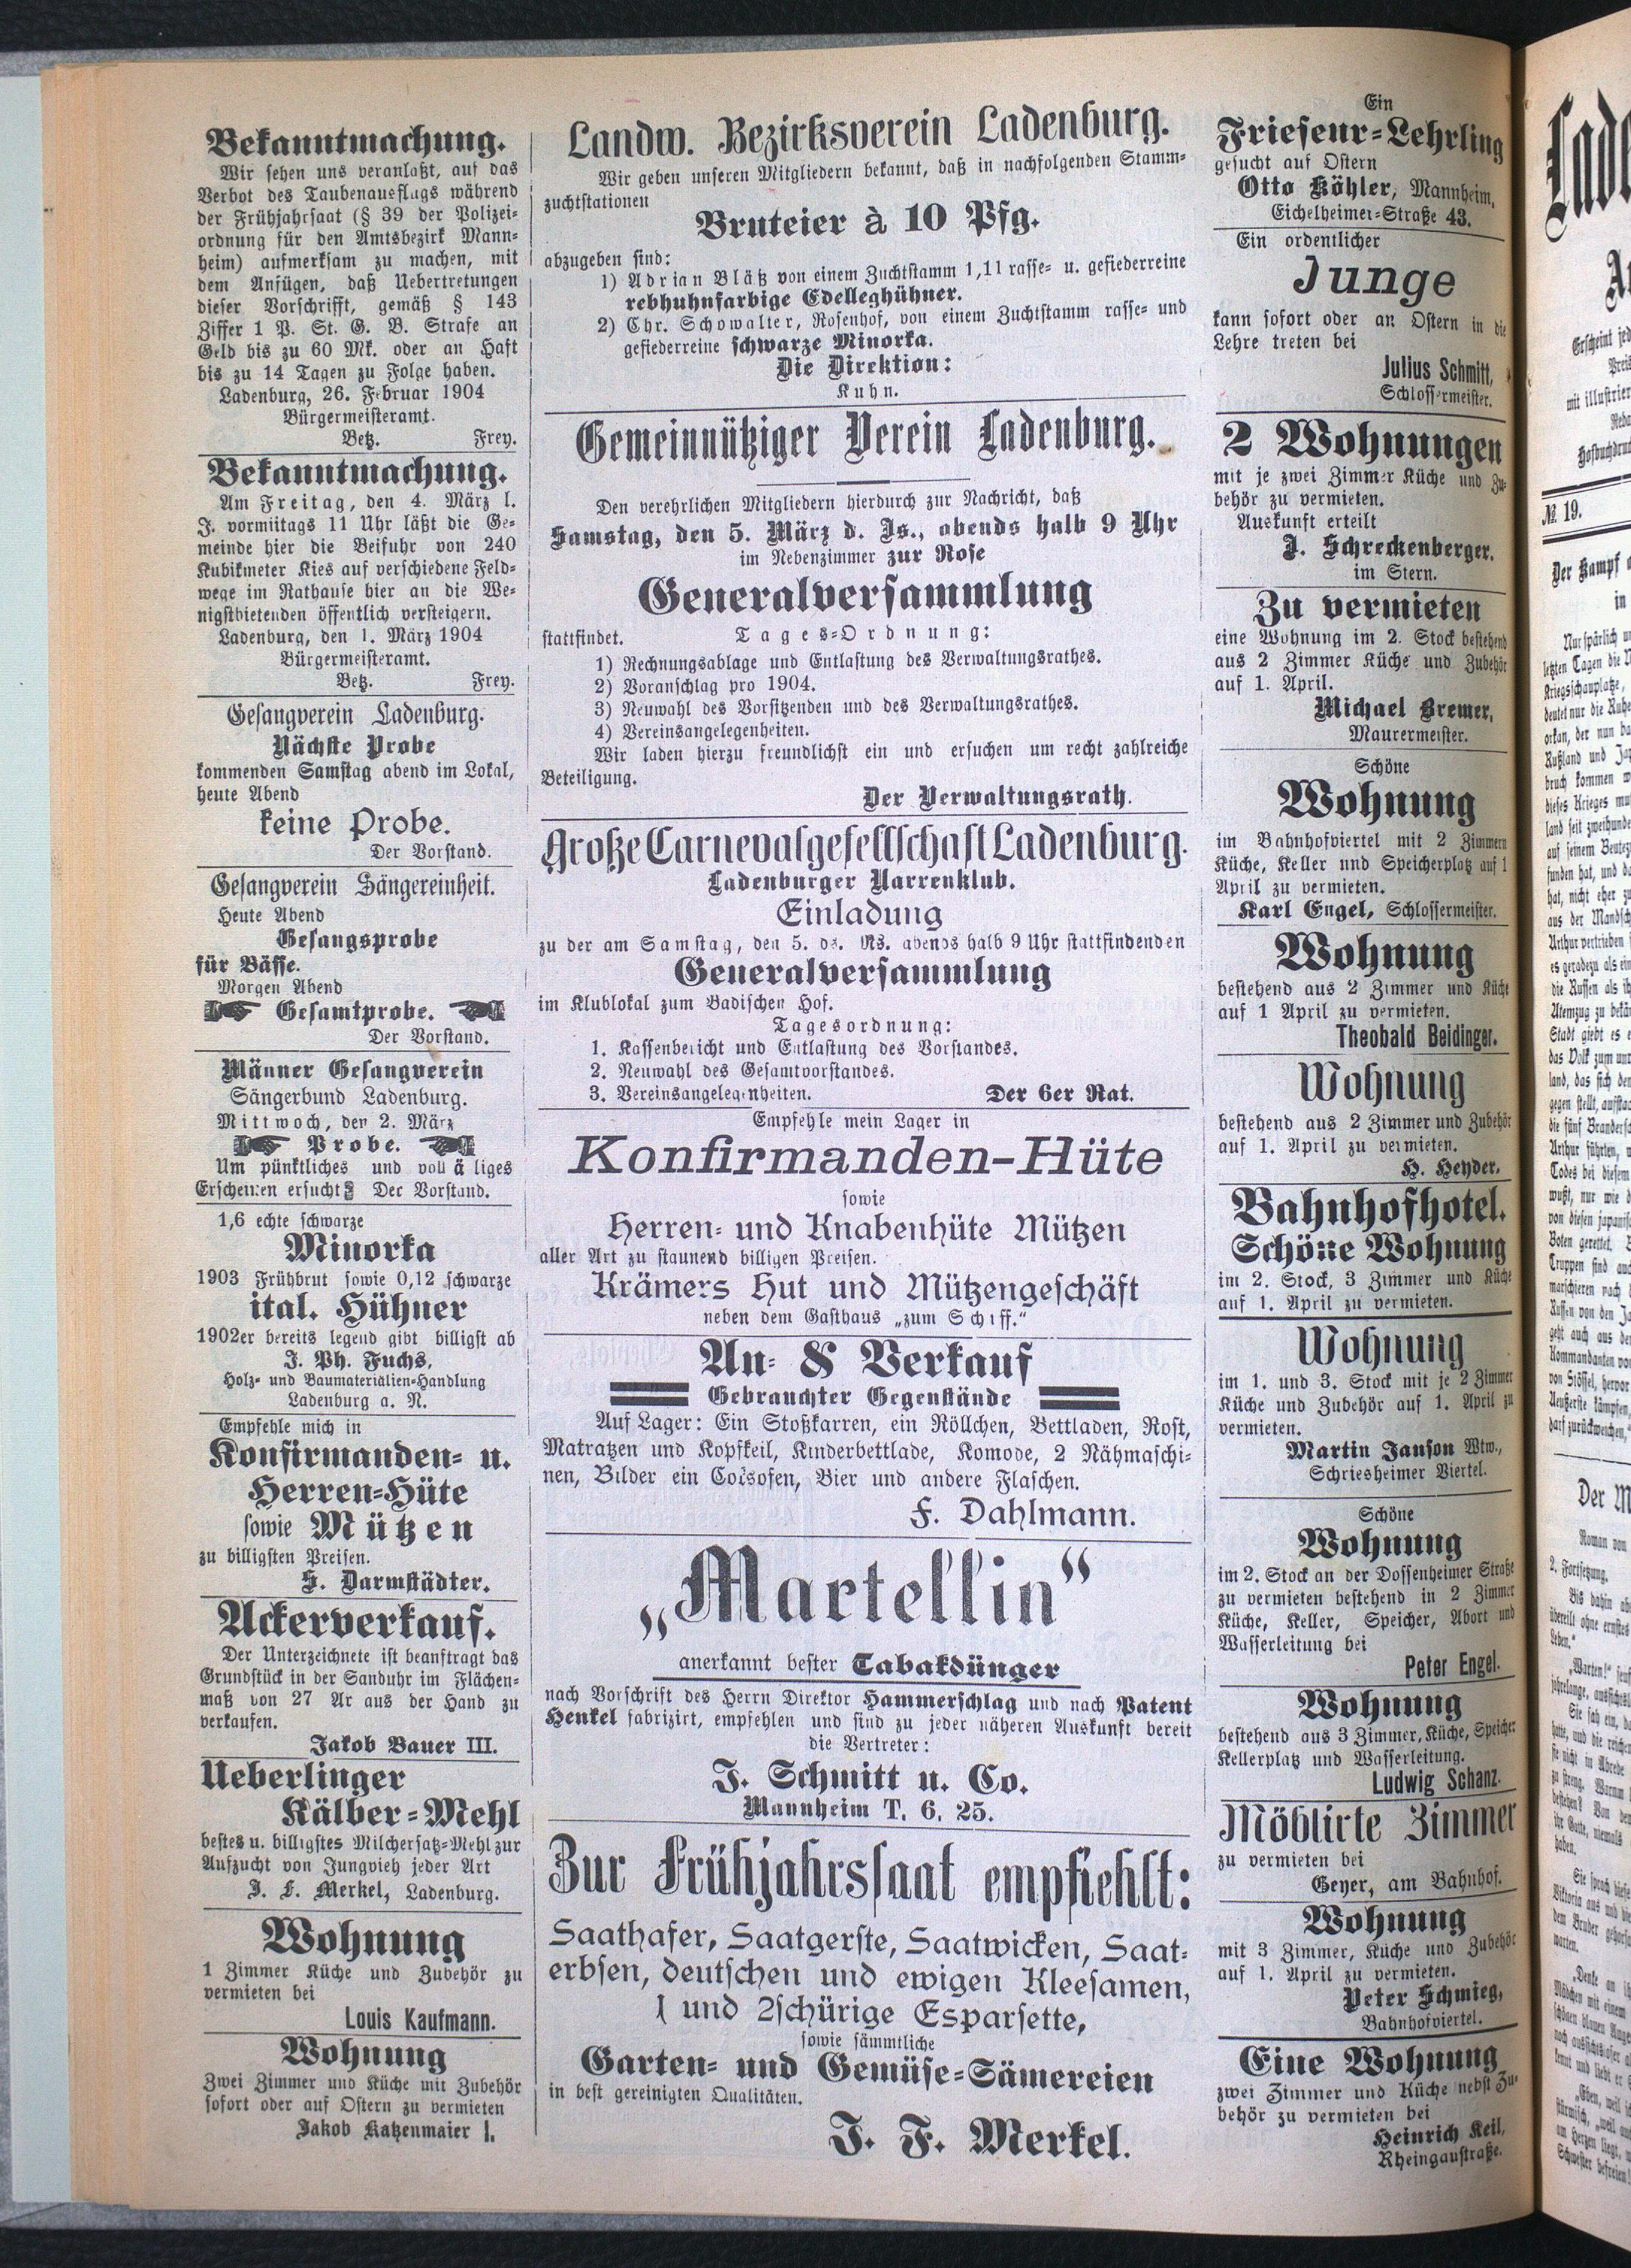 Bekanntmachung.
Wir sehen uns veranlaßt, auf das
Verbot des Taubenausflugs während
der Frühjahrsaat (§ 39 der Polizei-
ordnung für den Amtsbezirk Mann-
heim) aufmerksam zu machen, mit
dem Anfügen, daß Uebertretungen
dieser Vorschrifft, gemäß § 143
Ziffer 1 P. St. G. B. Strafe an
Geld bis zu 60 Mk. oder an Haft
bis zu 14 Tagen zu Folge haben.
Ladenburg, 26. Februar 1904
Bürgermeisteramt.
Betz. Frey.
Bekanntmachung.
Am Freitag, den 4. März l.
J. vormiitags 11 Uhr läßt die Ge-
meinde hier die Beifuhr von 240
Kubikmeter Kies auf verschiedene Feld-
wege im Rathause hier an die We-
nigstbietenden öffentlich versteigern.
Ladenburg, den 1. März 1904
Bürgermeisteramt.
Betz. Frey.
Gesangverein Ladenburg.
Nächste Probe
kommenden Samstag abend im Lokal,
heute Abend
keine Probe.
Der Vorstand.
Gesangverein Sängereinheit.
Heute Abend
Gesangsprobe
für Bässe.
Morgen Abend
Gesamtprobe.
Der Vorstand.
Männer Gesangverein
Sängerbund Ladenburg.
Mittwoch, den 2. März
Probe.
Um pünktliches und voll ä liges
Erscheinen ersucht Der Vorstand.
1,6 echte schwarze
Minorka
1903 Frühbrut sowie 0,12 schwarze
ital. Hühner
1902er bereits legend gibt billigst ab
J. Ph. Fuchs,
Holz- und Baumaterialien-Handlung
Ladenburg a. N.
Empfehle mich in
Konfirmanden- u.
Herren-Hüte
sowie Mützen
zu billigsten Preisen.
S. Darmstädter.
Ackerverkauf.
Der Unterzeichnete ist beauftragt das
Grundstück in der Sanduhr im Flächen-
maß von 27 Ar aus der Hand zu
verkaufen.
Jakob Bauer III.
Ueberlinger
Kälber-Mehl
bestes u. billigstes Milchersatz-Mehl zur
Aufzucht von Jungvieh jeder Art
J. F. Merkel, Ladenburg.
Wohnung
1 Zimmer Küche und Zubehör zu
vermieten bei
Louis Kaufmann.
Wohnung
Zwei Zimmer und Küche mit Zubehör
sofort oder auf Ostern zu vermieten
Jakob Katzenmaier I.
Landw. Bezirksverein Ladenburg.
Wir geben unseren Mitgliedern bekannt, daß in nachfolgenden Stamm-
zuchtstationen
Bruteier à 10 Pfg.
abzugeben sind:
1) Adrian Bläß von einem Zuchtstamm 1,11 rasse- u. gefiederreine
rebhuhnfarbige Edelleghühner.
2) Chr. Schowalter, Rosenhof, von einem Zuchtstamm rasse- und
gefiederreine schwarze Minorka.
Die Direktion:
Kuhn.
Gemeinnütziger Verein Ladenburg.
Den verehrlichen Mitgliedern hierdurch zur Nachricht, daß
Samstag, den 5. März d. Js., abends halb 9 Uhr
im Nebenzimmer zur Rose
Generalversammlung
stattfindet. Tages-Ordnung:
1) Rechnungsablage und Entlastung des Verwaltungsrathes.
2) Voranschlag pro 1904.
3) Neuwahl des Vorsitzenden und des Verwaltungsrathes.
4) Vereinsangelegenheiten.
Wir laden hierzu freundlichst ein und ersuchen um recht zahlreiche
Beteiligung.
Der Verwaltungsrath.
Große Carnevalgesellschaft Ladenburg.
Ladenburger Narrenklub.
Einladung
zu der am Samstag, den 5. ds. Ms. abends halb 9 Uhr stattfindenden
Generalversammlung
im Klublokal zum Badischen Hof.
Tagesordnung:
1. Kassenbericht und Entlastung des Vorstandes.
2. Neuwahl des Gesamtvorstandes.
3. Vereinsangelegenheiten. Der 6er Rat.
Empfehle mein Lager in
Konfirmanden-Hüte
sowie
Herren- und Knabenhüte Mützen
aller Art zu staunend billigen Preisen.
Krämers Hut und Mützengeschäft
neben dem Gasthaus „zum Schiff.“
An- & Verkauf
Gebrauchter Gegenstände
Auf Lager: Ein Stoßkarren, ein Röllchen, Bettladen, Rost,
Matratzen und Kopfkeil, Kinderbettlade, Komode, 2 Nähmaschi-
nen, Bilder ein Coksofen, Bier und andere Flaschen.
F. Dahlmann.
„Martellin“
anerkannt bester Tabakdünger
nach Vorschrift des Herrn Direktor Hammerschlag und nach Patent
Henkel fabrizirt, empfehlen und sind zu jeder näheren Auskunft bereit
die Vertreter:
J. Schmitt u. Co.
Mannheim T. 6. 25.
Zur Frühjahrssaat empfiehlt:
Saathafer, Saatgerste, Saatwicken, Saat-
erbsen, deutschen und ewigen Kleesamen,
1 und 2schürige Esparsette,
sowie sämmtliche
Garten- und Gemüse-Sämereien
in best gereinigten Qualitäten.
J. F. Merkel.
Ein
Frieseur-Lehrling
gesucht auf Ostern
Otto Köhler, Mannheim,
Eichelheimer-Straße 43.
Ein ordentlicher
Junge
kann sofort oder an Ostern in die
Lehre treten bei
Julius Schmitt,
Schlossermeister.
2 Wohnungen
mit je zwei Zimmer Küche und Zu-
behör zu vermieten.
Auskunft erteilt
J. Schreckenberger.
im Stern.
Zu vermieten
eine Wohnung im 2. Stock bestehend
aus 2 Zimmer Küche und Zubehör
auf 1. April.
Michael Bremer,
Maurermeister.
Schöne
Wohnung
im Bahnhofviertel mit 2 Zimmern
Küche, Keller und Speicherplatz auf 1
April zu vermieten.
Karl Engel, Schlossermeister.
Wohnung
bestehend aus 2 Zimmer und Küche
auf 1 April zu vermieten.
Theobald Beidinger.
Wohnung
bestehend aus 2 Zimmer und Zubehör
auf 1. April zu vermieten.
H. Heyder.
Bahnhofhotel.
Schöne Wohnung
im 2. Stock, 3 Zimmer und Küche
auf 1. April zu vermieten.
Wohnung
im 1. und 3. Stock mit je 2 Zimmer
Küche und Zubehör auf 1. April zu
vermieten.
Martin Janson Wtw.,
Schriesheimer Viertel.
Schöne
Wohnung
im 2. Stock an der Dossenheimer Straße
zu vermieten bestehend in 2 Zimmer
Küche, Keller, Speicher, Abort und
Wasserleitung bei
Peter Engel.
Wohnung
bestehend aus 3 Zimmer, Küche, Speicher
Kellerplatz und Wasserleitung.
Ludwig Schanz.
Möblirte Zimmer
zu vermieten bei
Geyer, am Bahnhof.
Wohnung
mit 3 Zimmer, Küche und Zubehör
auf 1. April zu vermieten.
Peter Schmieg,
Bahnhofviertel.
Eine Wohnung
zwei Zimmer und Küche nebst Zu-
behör zu vermieten bei
Heinrich Keil,
Rheingaustraße.
№ 19.
Der Kampf
in
2. Fortsetzung.